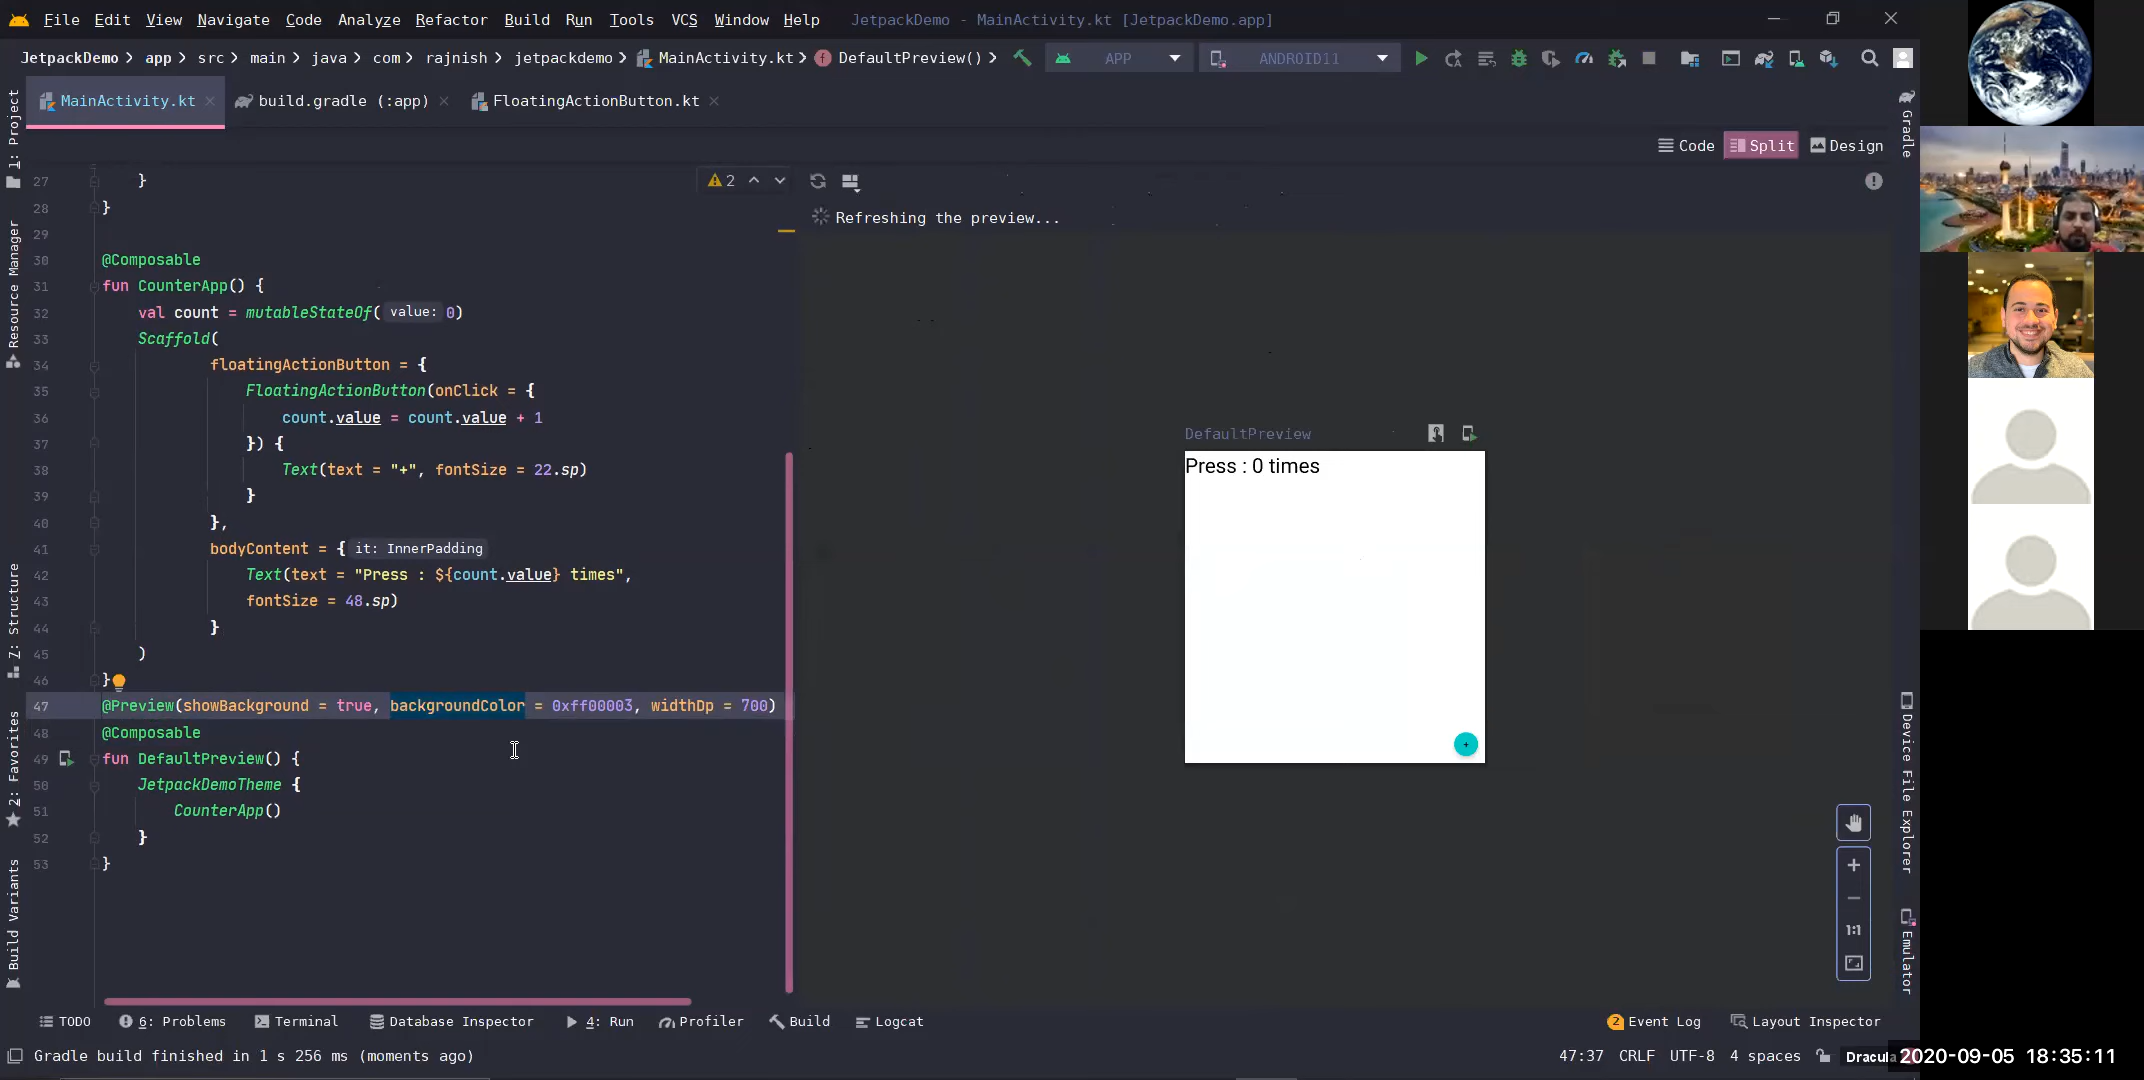 File Edit View Navigate Code Analyze Refactor Build Run Tools VCS Window Help JetpackDemo - MainActivity.kt [JetpackDemo.app]
JetpackDemo > app > src > main > java > com > rajnish > jetpackdemo > MainActivity.kt > DefaultPreview() > APP ANDROID11
MainActivity.kt build.gradle (:app) FloatingActionButton.kt
Code Split Design
27 }
28 }
29
30 @Composable
31 fun CounterApp() {
32 val count = mutableStateOf( value: 0)
33 Scaffold(
34 floatingActionButton = {
35 FloatingActionButton(onClick = {
36 count.value = count.value + 1
37 }) {
38 Text(text = "+", fontSize = 22.sp)
39 }
40 },
41 bodyContent = { it: InnerPadding
42 Text(text = "Press : ${count.value} times",
43 fontSize = 48.sp)
44 }
45 )
46 }
47 @Preview(showBackground = true, backgroundColor = 0xff00003, widthDp = 700)
48 @Composable
49 fun DefaultPreview() {
50 JetpackDemoTheme {
51 CounterApp()
52 }
53 }
2
Refreshing the preview...
DefaultPreview
Press : 0 times
+
1:1
1: Project
Resource Manager
7: Structure
2: Favorites
Build Variants
Gradle
Device File Explorer
Emulator
TODO 6: Problems Terminal Database Inspector 4: Run Profiler Build Logcat 2 Event Log Layout Inspector
Gradle build finished in 1 s 256 ms (moments ago) 47:37 CRLF UTF-8 4 spaces Dracula 2020-09-05 18:35:11